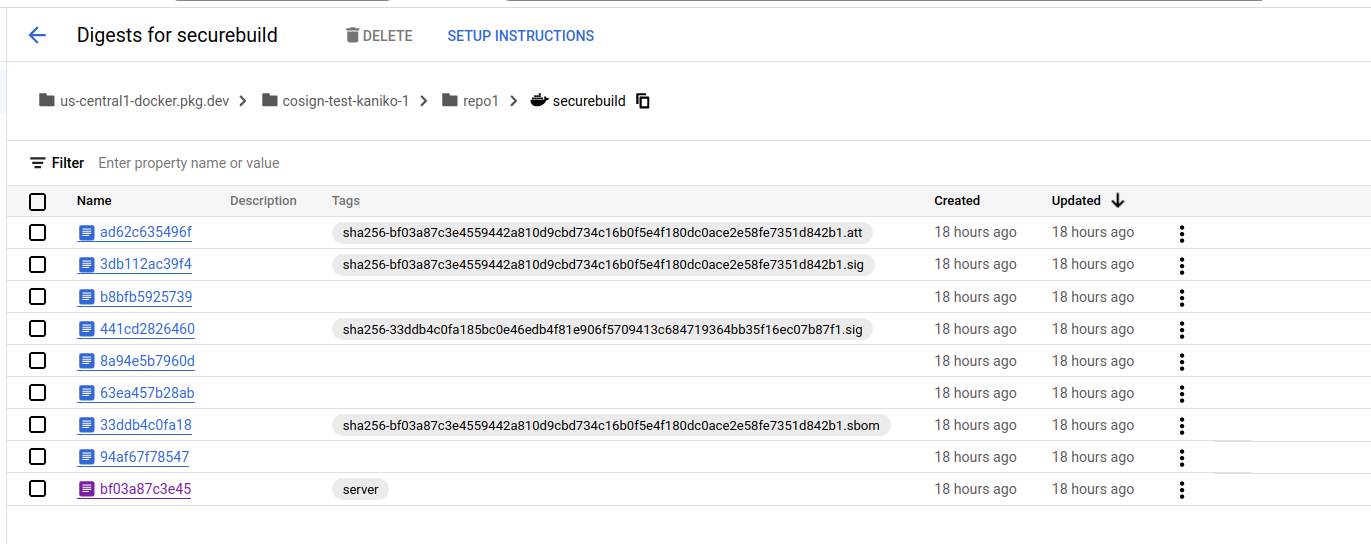 Digests for securebuild DELETE SETUP INSTRUCTIONS
us-central1-docker.pkg.dev cosign-test-kaniko-1 repo1 securebuild
Filter Enter property name or value
Name Description Tags Created Updated
ad62c635496f sha256-bf03a87c3e4559442a810d9cbd734c16b0f5e4f180dc0ace2e58fe7351d842b1.att 18 hours ago 18 hours ago
3db112ac39f4 sha256-bf03a87c3e4559442a810d9cbd734c16b0f5e4f180dc0ace2e58fe7351d842b1.sig 18 hours ago 18 hours ago
b8bfb5925739 18 hours ago 18 hours ago
441cd2826460 sha256-33ddb4c0fa185bc0e46edb4f81e906f5709413c684719364bb35f16ec07b87f1.sig 18 hours ago 18 hours ago
8a94e5b7960d 18 hours ago 18 hours ago
63ea457b28ab 18 hours ago 18 hours ago
33ddb4c0fa18 sha256-bf03a87c3e4559442a810d9cbd734c16b0f5e4f180dc0ace2e58fe7351d842b1.sbom 18 hours ago 18 hours ago
94af67f78547 18 hours ago 18 hours ago
bf03a87c3e45 server 18 hours ago 18 hours ago